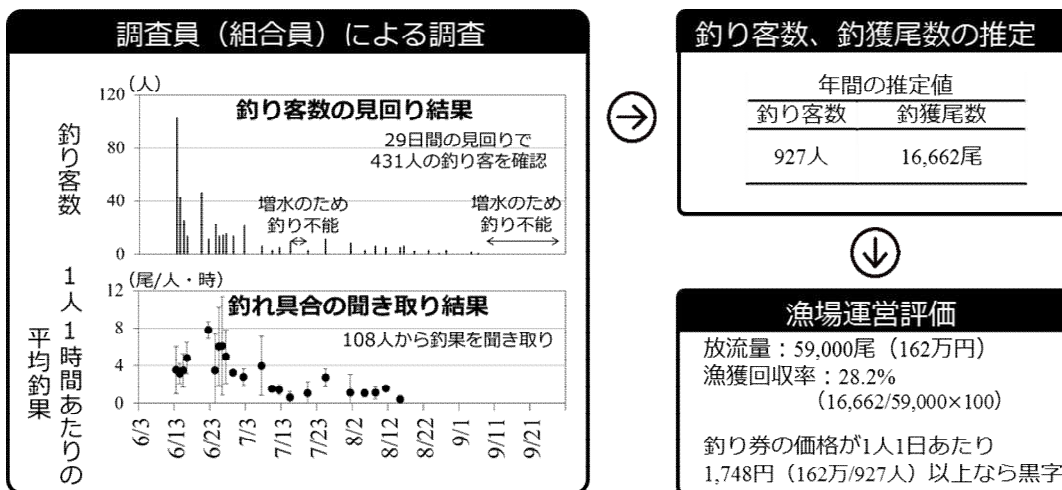 調査員（組合員）による調査
（人）
釣り客数の見回り結果
29日間の見回りで
431人の釣り客を確認
増水のため
釣り不能
増水のため
釣り不能
120
80
40
0
釣り客数
（尾/人・時）
釣れ具合の聞き取り結果
108人から釣果を聞き取り
12
8
4
0
１人１時間あたりの
平均釣果
6/3
6/13
6/23
7/3
7/13
7/23
8/2
8/12
8/22
9/1
9/11
9/21
釣り客数、釣獲尾数の推定
年間の推定値
釣り客数 釣獲尾数
927人 16,662尾
漁場運営評価
放流量：59,000尾（162万円）
漁獲回収率：28.2%
（16,662/59,000×100）
釣り券の価格が1人1日あたり
1,748円（162万/927人）以上なら黒字